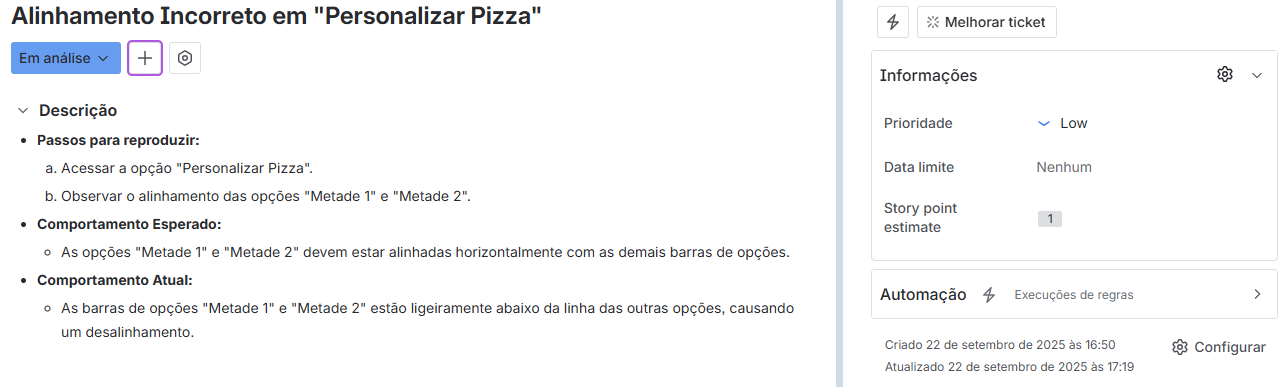 Alinhamento Incorreto em "Personalizar Pizza"
Em análise
Descrição
Passos para reproduzir:
a. Acessar a opção "Personalizar Pizza".
b. Observar o alinhamento das opções "Metade 1" e "Metade 2".
Comportamento Esperado:
As opções "Metade 1" e "Metade 2" devem estar alinhadas horizontalmente com as demais barras de opções.
Comportamento Atual:
As barras de opções "Metade 1" e "Metade 2" estão ligeiramente abaixo da linha das outras opções, causando
um desalinhamento.
Melhorar ticket
Informações
Prioridade Low
Data limite Nenhum
Story point
estimate 1
Automação Execuções de regras
Criado 22 de setembro de 2025 às 16:50
Configurar
Atualizado 22 de setembro de 2025 às 17:19